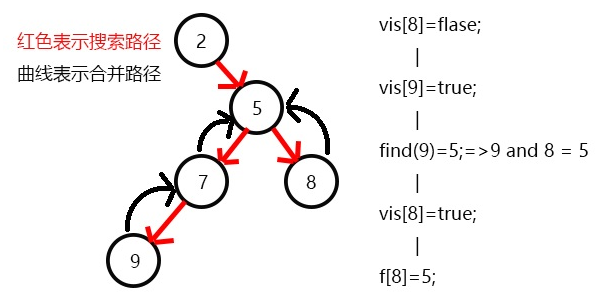 红色表示搜索路径
曲线表示合并路径
2
5
7
8
9
vis[8]=flase;
|
vis[9]=true;
|
find(9)=5;=>9 and 8 = 5
|
vis[8]=true;
|
f[8]=5;